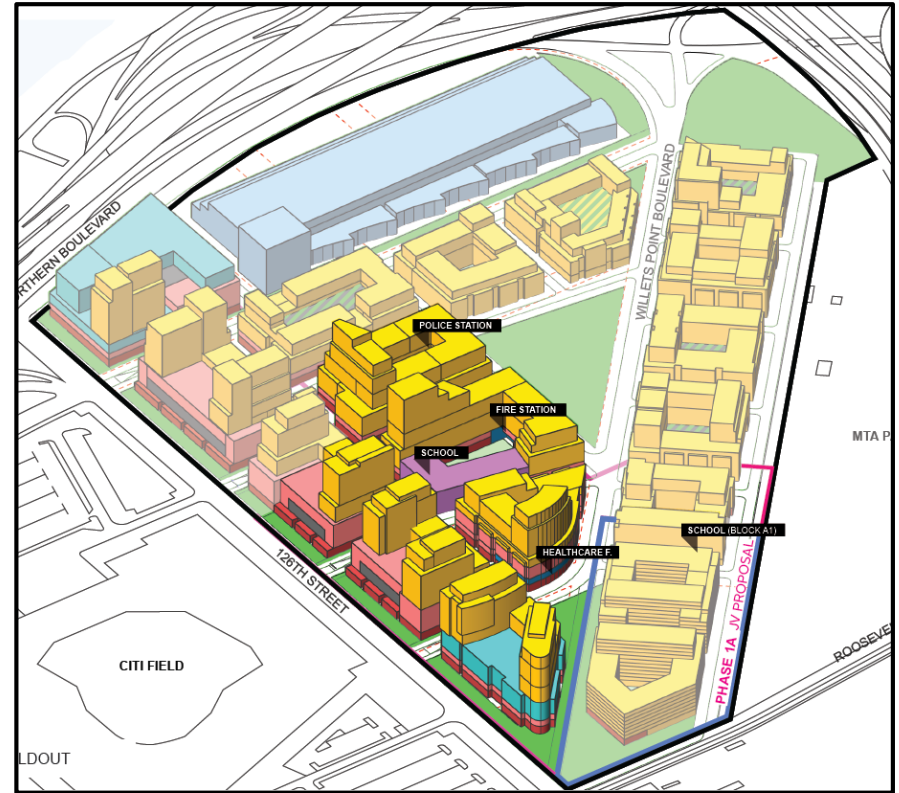 RTHERN BOULEVARD
WILLETS POINT BOULEVARD
POLICE STATION
FIRE STATION
SCHOOL
MTA P
SCHOOL (BLOCK A1)
HEALTHCARE F.
126TH STREET
PHASE 1A JV PROPOSAL
ROOSEVE
CITI FIELD
LDOUT